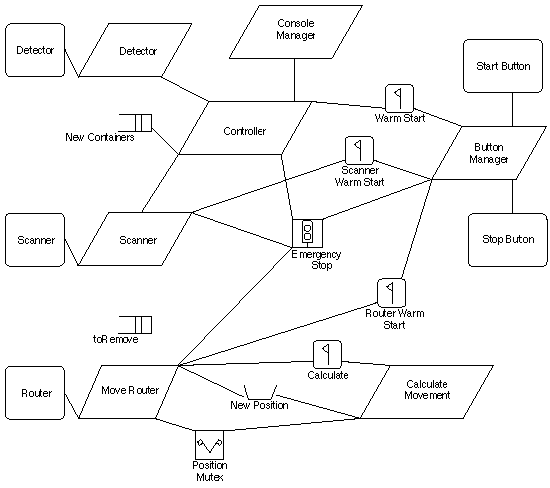 Console
Manager
Detector
Detector
Start Button
Warm Start
New Containers
Controller
Button
Manager
Scanner
Warm Start
Scanner
Scanner
Stop Button
Emergency
Stop
Router Warm
Start
toRemove
Calculate
Router
Move Router
New Position
Calculate
Movement
Position
Mutex